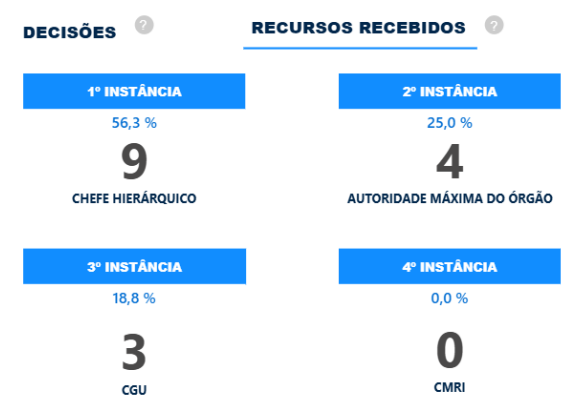 DECISÕES ?
RECURSOS RECEBIDOS ?
1º INSTÂNCIA
56,3 %
9
CHEFE HIERÁRQUICO
2º INSTÂNCIA
25,0 %
4
AUTORIDADE MÁXIMA DO ÓRGÃO
3º INSTÂNCIA
18,8 %
3
CGU
4º INSTÂNCIA
0,0 %
0
CMRI